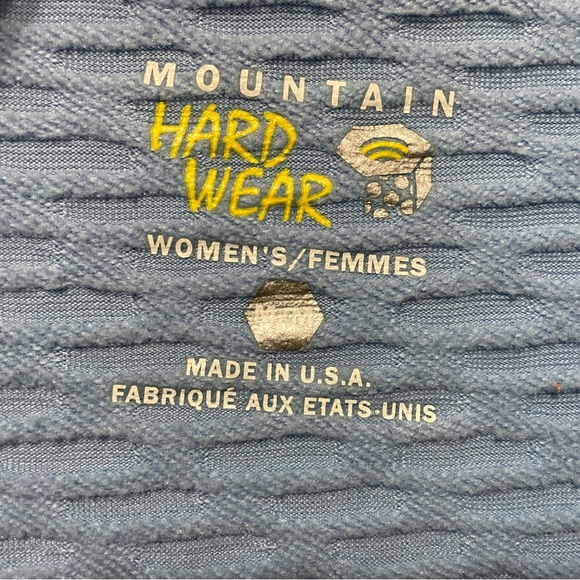 MOUNTAIN
HARD
WEAR
WOMEN'S/FEMMES
MADE IN U.S.A.
FABRIQUÉ AUX ETATS-UNIS